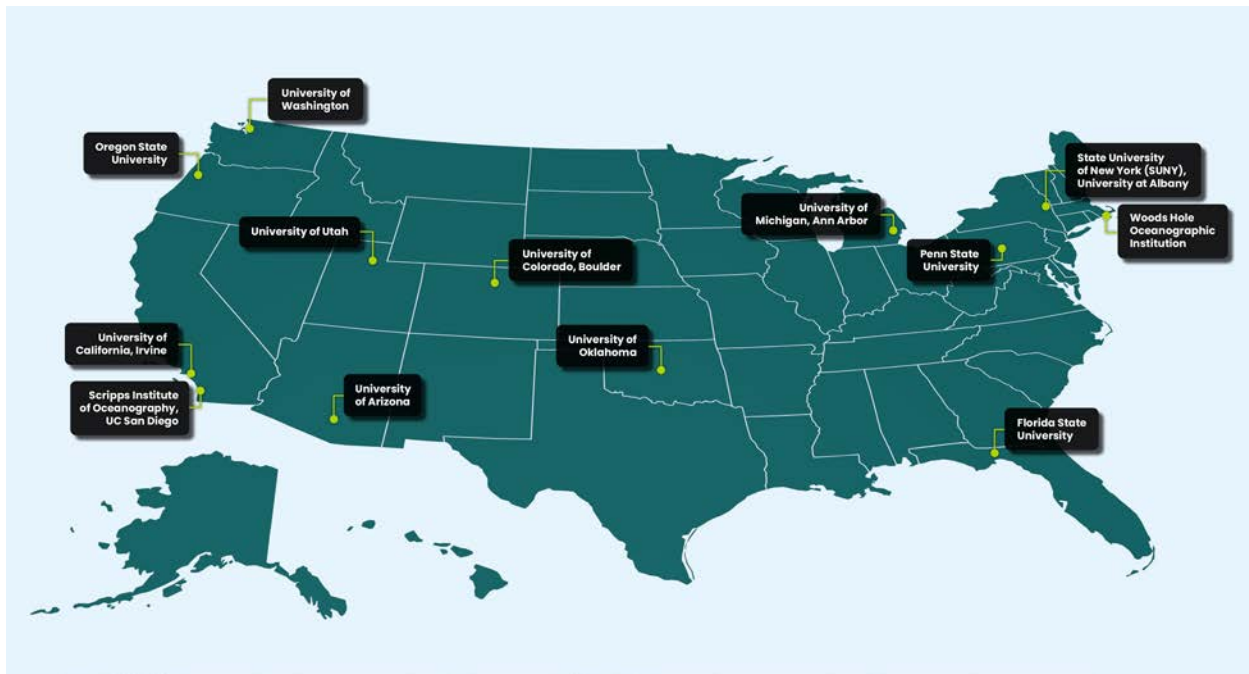 University of
Washington
Oregon State
University
State University
of New York (SUNY),
University at Albany
University of
Michigan, Ann Arbor
Woods Hole
Oceanographic
Institution
University of Utah
University of
Colorado, Boulder
Penn State
University
University of
California, Irvine
University of
Oklahoma
Scripps Institute
of Oceanography,
UC San Diego
University
of Arizona
Florida State
University